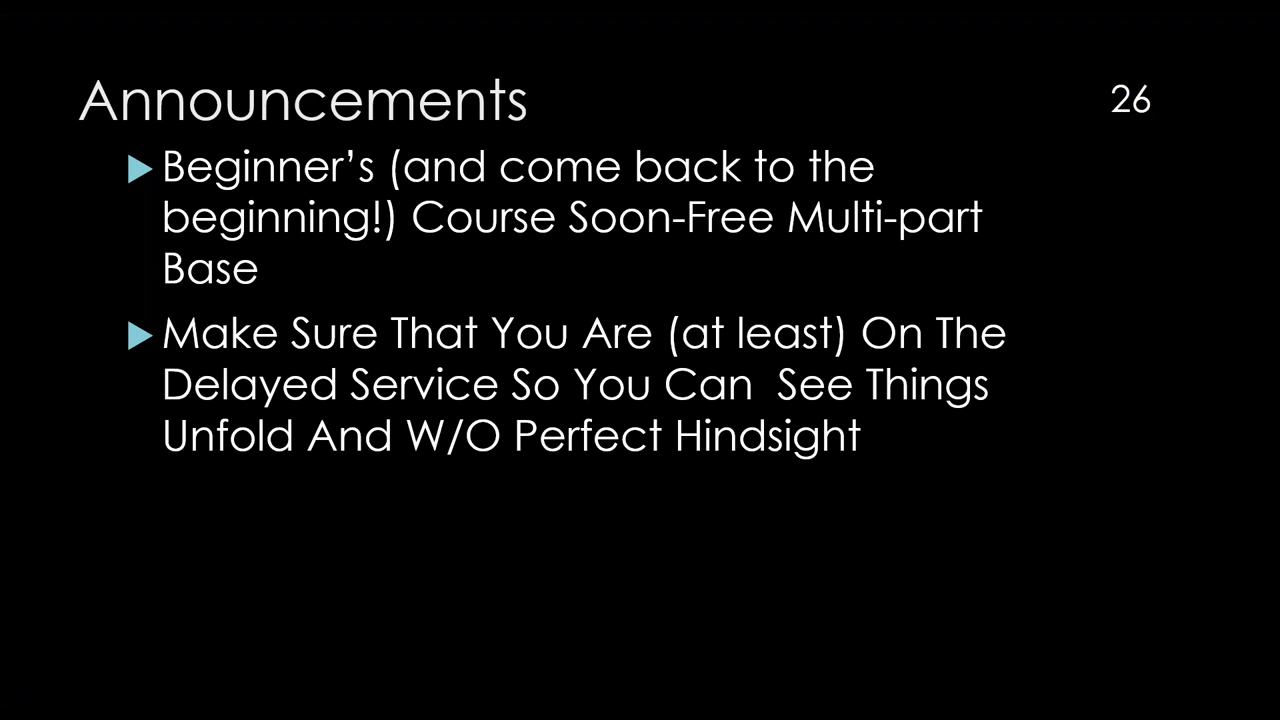 Announcements
26
Beginner’s (and come back to the
beginning!) Course Soon-Free Multi-part
Base
Make Sure That You Are (at least) On The
Delayed Service So You Can  See Things
Unfold And W/O Perfect Hindsight